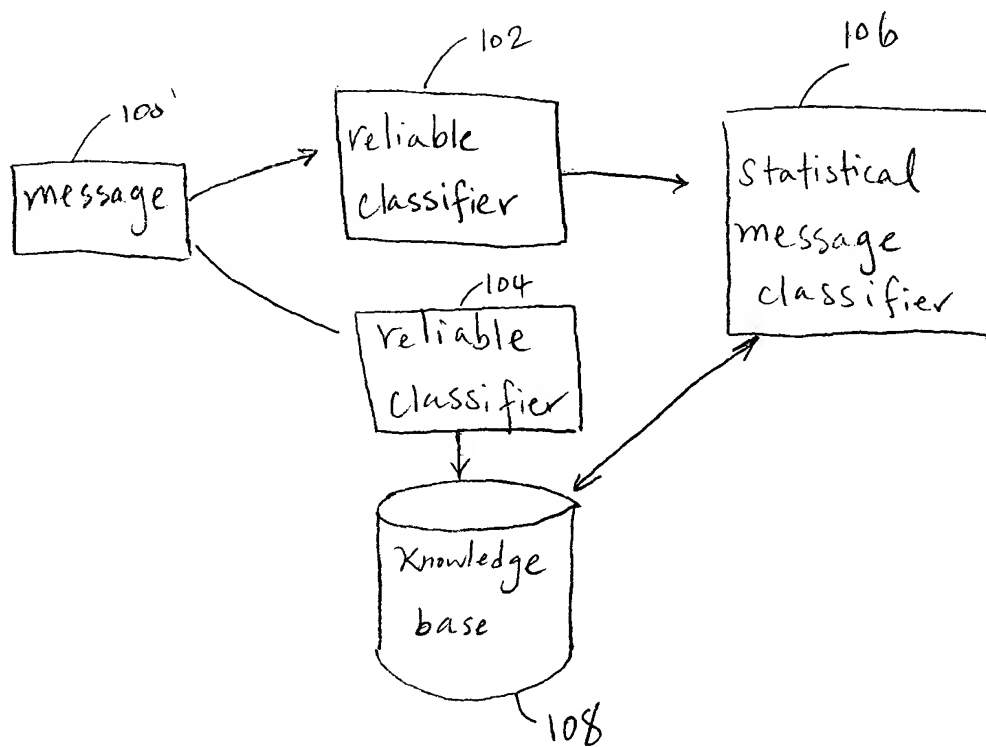 102
106
100'
message
reliable
classifier
statistical
message
classifier
104
reliable
classifier
Knowledge
base
108